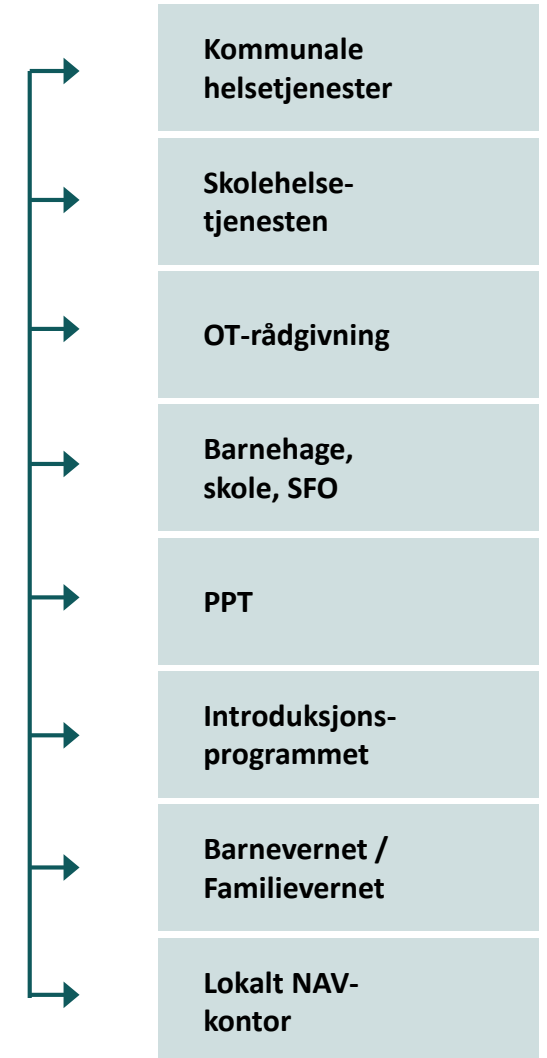 Kommunale
helsetjenester
Skolehelse-
tjenesten
OT-rådgivning
Barnehage,
skole, SFO
PPT
Introduksjons-
programmet
Barnevernet /
Familievernet
Lokalt NAV-
kontor